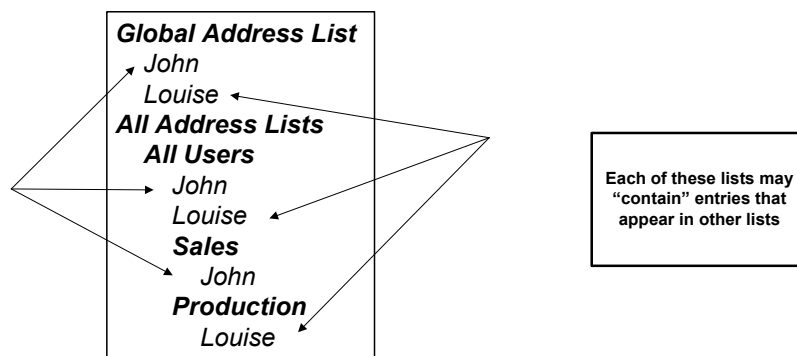 Global Address List
John
Louise
All Address Lists
All Users
John
Louise
Sales
John
Production
Louise
Each of these lists may
“contain” entries that
appear in other lists